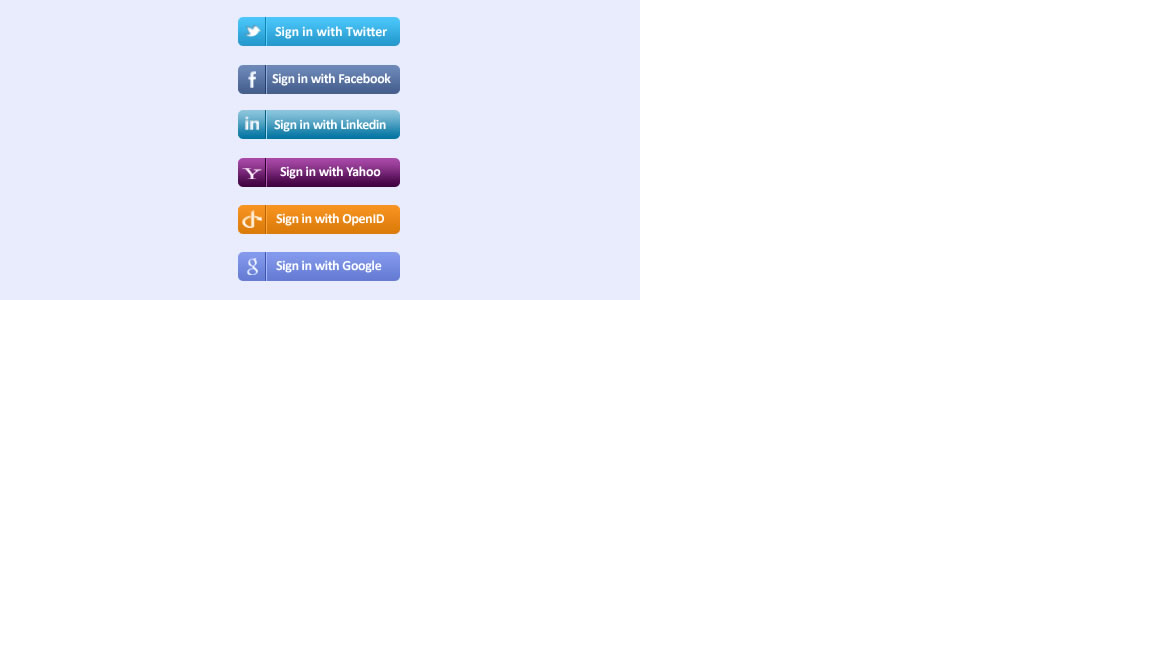 Sign in with Twitter
f Sign in with Facebook
in Sign in with Linkedin
Y Sign in with Yahoo
Sign in with OpenID
g Sign in with Google